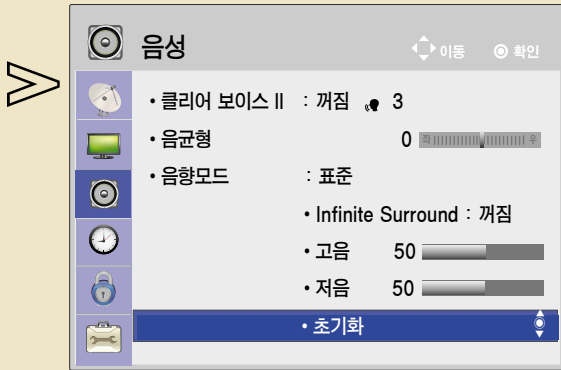 음성
이동 확인
• 클리어 보이스 II : 꺼짐 3
• 음균형 0 좌 우
• 음향모드 : 표준
• Infinite Surround : 꺼짐
• 고음 50
• 저음 50
• 초기화